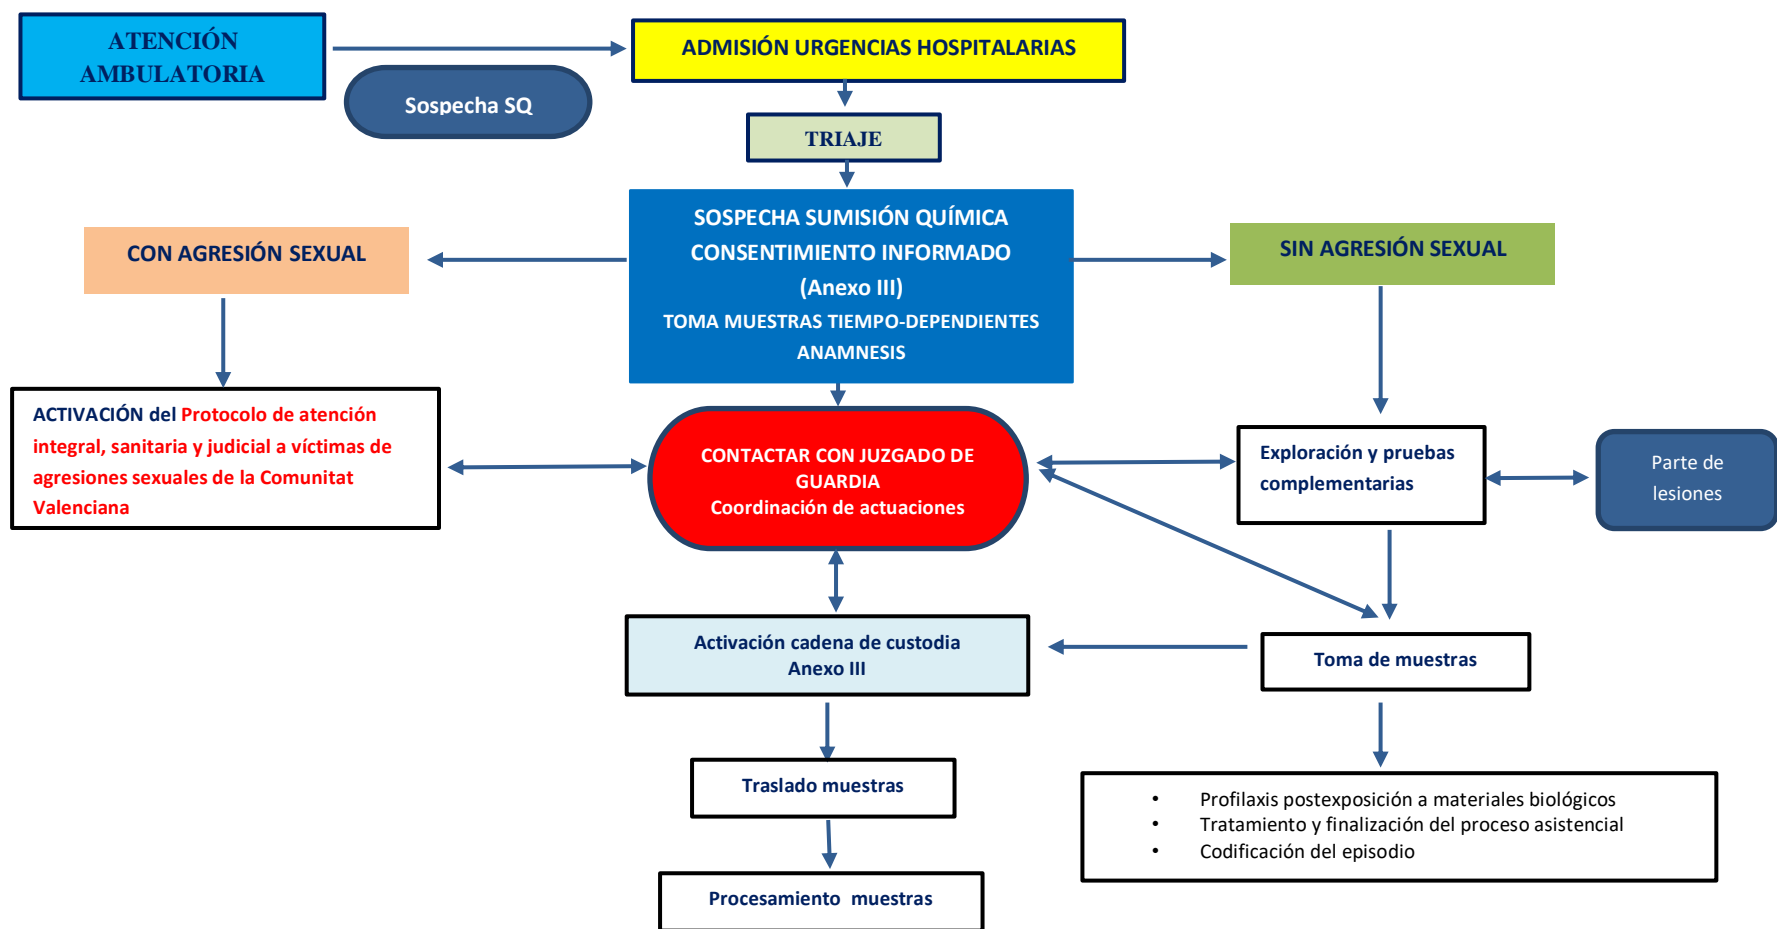 ATENCIÓN
AMBULATORIA
ADMISIÓN URGENCIAS HOSPITALARIAS
Sospecha SQ
TRIAJE
SOSPECHA SUMISIÓN QUÍMICA
CONSENTIMIENTO INFORMADO
(Anexo III)
TOMA MUESTRAS TIEMPO-DEPENDIENTES
ANAMNESIS
CON AGRESIÓN SEXUAL
SIN AGRESIÓN SEXUAL
ACTIVACIÓN del Protocolo de atención
integral, sanitaria y judicial a víctimas de
agresiones sexuales de la Comunitat
Valenciana
CONTACTAR CON JUZGADO DE
GUARDIA
Coordinación de actuaciones
Exploración y pruebas
complementarias
Parte de
lesiones
Activación cadena de custodia
Anexo III
Toma de muestras
Traslado muestras
• Profilaxis postexposición a materiales biológicos
• Tratamiento y finalización del proceso asistencial
• Codificación del episodio
Procesamiento muestras